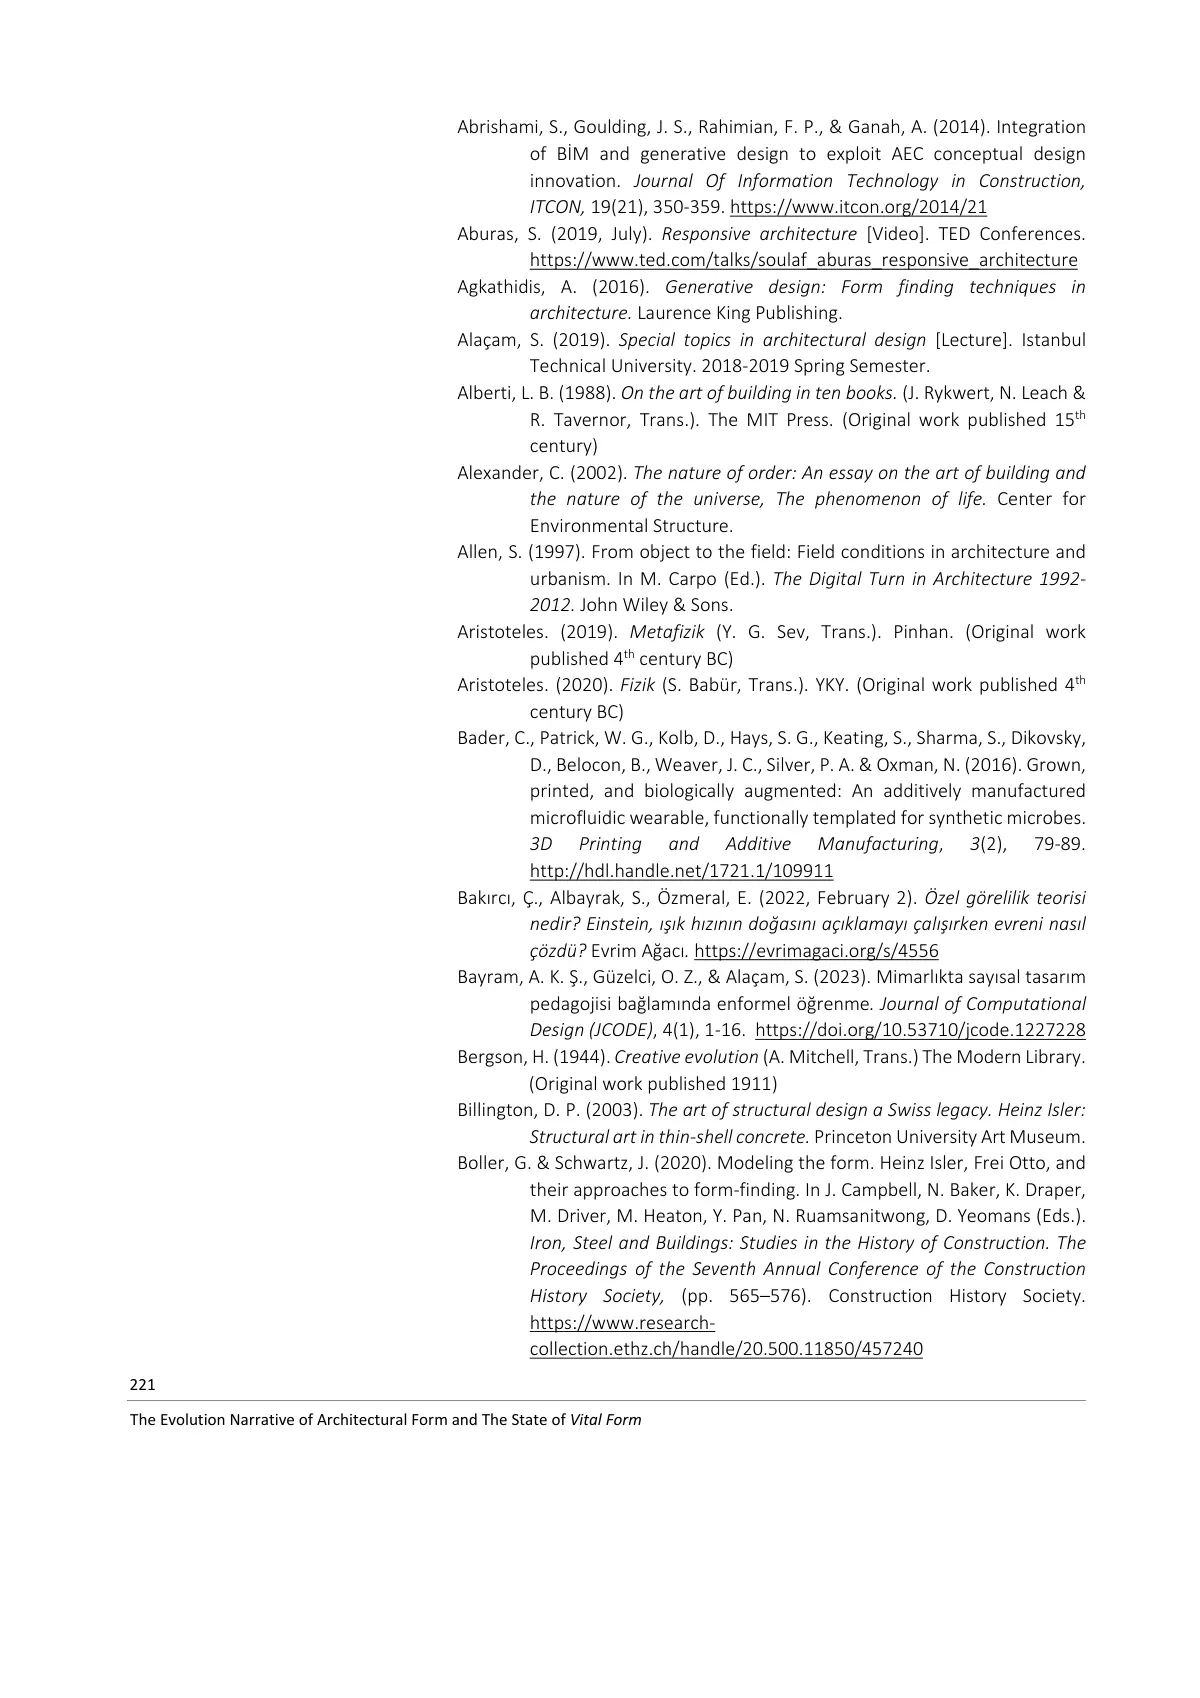 Abrishami, S., Goulding, J. S., Rahimian, F. P., & Ganah, A. (2014). Integration
of BİM and generative design to exploit AEC conceptual design
innovation. Journal Of Information Technology in Construction,
ITCON, 19(21), 350-359. https://www.itcon.org/2014/21
Aburas, S. (2019, July). Responsive architecture [Video]. TED Conferences.
https://www.ted.com/talks/soulaf_aburas_responsive_architecture
Agkathidis, A. (2016). Generative design: Form finding techniques in
architecture. Laurence King Publishing.
Alaçam, S. (2019). Special topics in architectural design [Lecture]. Istanbul
Technical University. 2018-2019 Spring Semester.
Alberti, L. B. (1988). On the art of building in ten books. (J. Rykwert, N. Leach &
R. Tavernor, Trans.). The MIT Press. (Original work published 15th
century)
Alexander, C. (2002). The nature of order: An essay on the art of building and
the nature of the universe, The phenomenon of life. Center for
Environmental Structure.
Allen, S. (1997). From object to the field: Field conditions in architecture and
urbanism. In M. Carpo (Ed.). The Digital Turn in Architecture 1992-
2012. John Wiley & Sons.
Aristoteles. (2019). Metafizik (Y. G. Sev, Trans.). Pinhan. (Original work
published 4th century BC)
Aristoteles. (2020). Fizik (S. Babür, Trans.). YKY. (Original work published 4th
century BC)
Bader, C., Patrick, W. G., Kolb, D., Hays, S. G., Keating, S., Sharma, S., Dikovsky,
D., Belocon, B., Weaver, J. C., Silver, P. A. & Oxman, N. (2016). Grown,
printed, and biologically augmented: An additively manufactured
microfluidic wearable, functionally templated for synthetic microbes.
3D Printing and Additive Manufacturing, 3(2), 79-89.
http://hdl.handle.net/1721.1/109911
Bakırcı, Ç., Albayrak, S., Özmeral, E. (2022, February 2). Özel görelilik teorisi
nedir? Einstein, ışık hızının doğasını açıklamayı çalışırken evreni nasıl
çözdü? Evrim Ağacı. https://evrimagaci.org/s/4556
Bayram, A. K. Ş., Güzelci, O. Z., & Alaçam, S. (2023). Mimarlıkta sayısal tasarım
pedagojisi bağlamında enformel öğrenme. Journal of Computational
Design (JCODE), 4(1), 1-16. https://doi.org/10.53710/jcode.1227228
Bergson, H. (1944). Creative evolution (A. Mitchell, Trans.) The Modern Library.
(Original work published 1911)
Billington, D. P. (2003). The art of structural design a Swiss legacy. Heinz Isler:
Structural art in thin-shell concrete. Princeton University Art Museum.
Boller, G. & Schwartz, J. (2020). Modeling the form. Heinz Isler, Frei Otto, and
their approaches to form-finding. In J. Campbell, N. Baker, K. Draper,
M. Driver, M. Heaton, Y. Pan, N. Ruamsanitwong, D. Yeomans (Eds.).
Iron, Steel and Buildings: Studies in the History of Construction. The
Proceedings of the Seventh Annual Conference of the Construction
History Society, (pp. 565–576). Construction History Society.
https://www.research-
collection.ethz.ch/handle/20.500.11850/457240
221
The Evolution Narrative of Architectural Form and The State of Vital Form